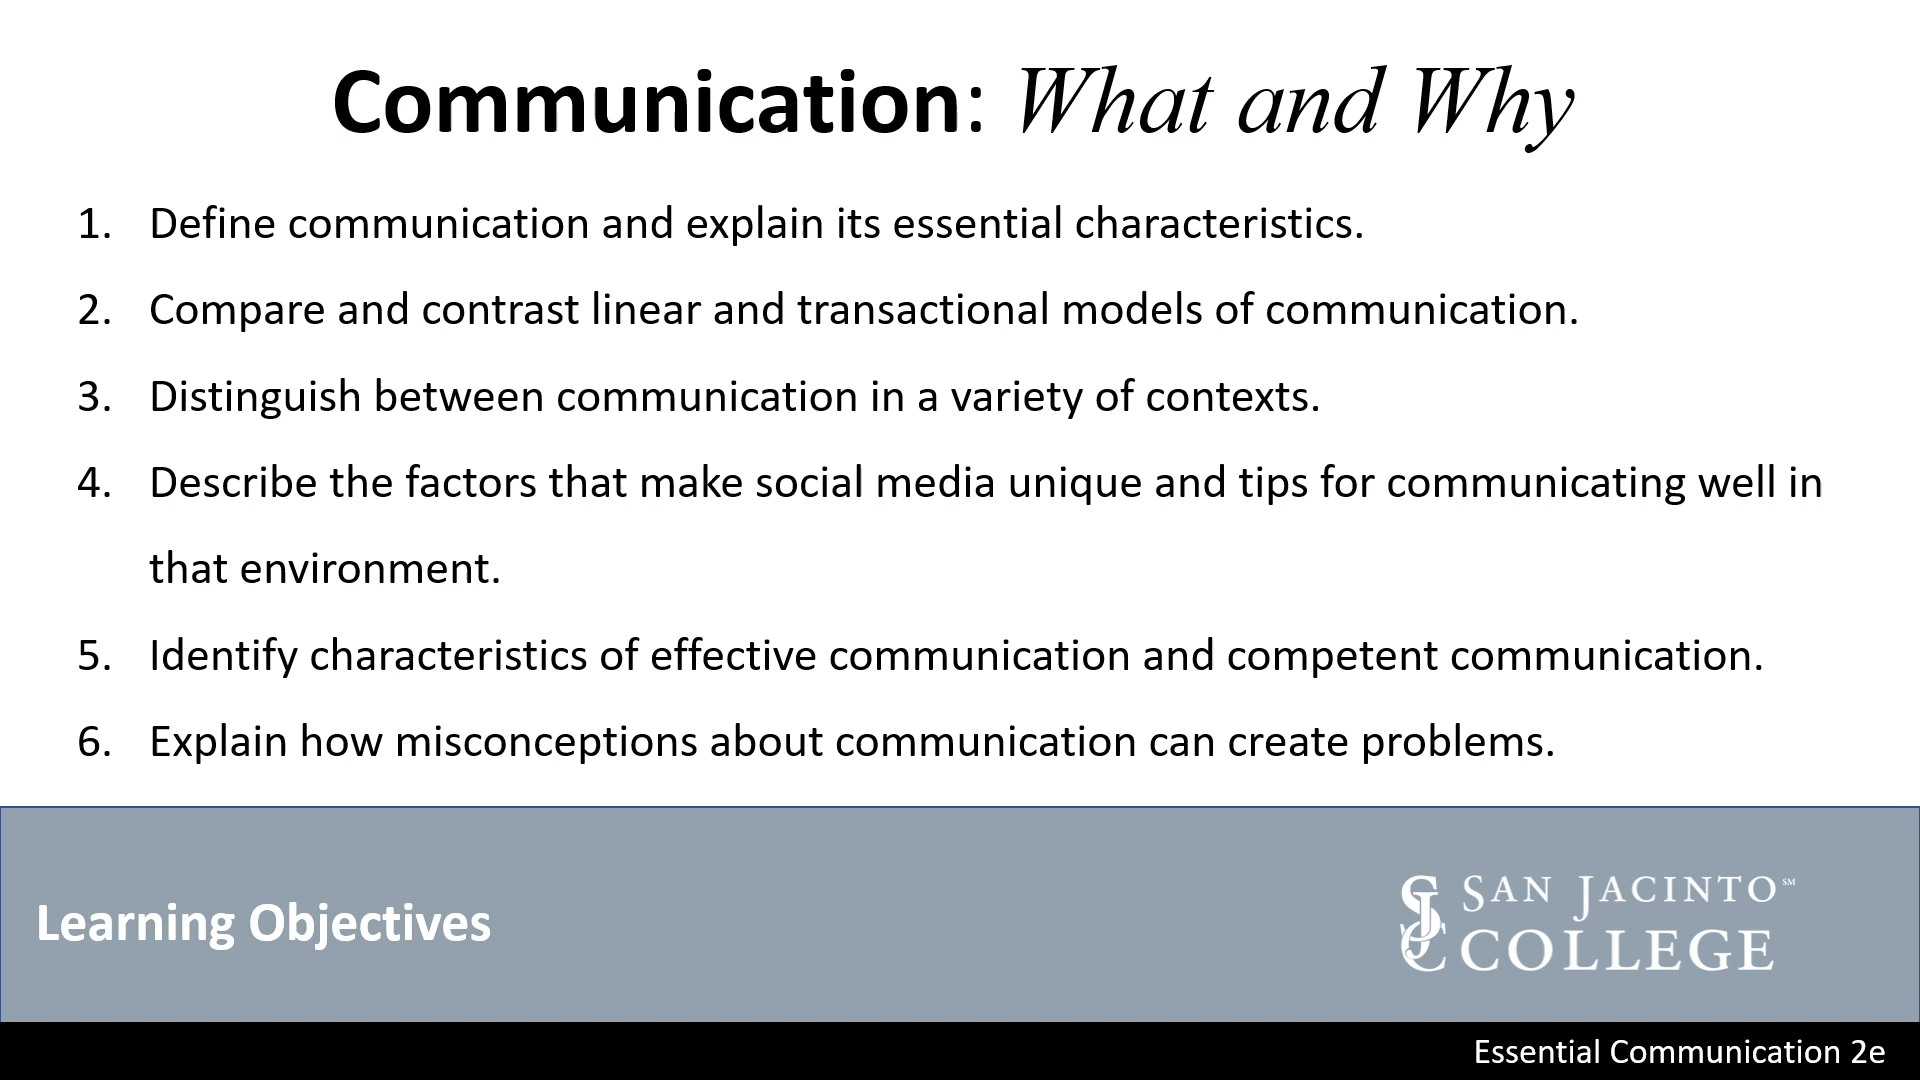 Communication: What and Why
1. Define communication and explain its essential characteristics.
2. Compare and contrast linear and transactional models of communication.
3. Distinguish between communication in a variety of contexts.
4. Describe the factors that make social media unique and tips for communicating well in
that environment.
5. Identify characteristics of effective communication and competent communication.
6. Explain how misconceptions about communication can create problems.
Learning Objectives
SJC SAN JACINTO℠
COLLEGE
Essential Communication 2e